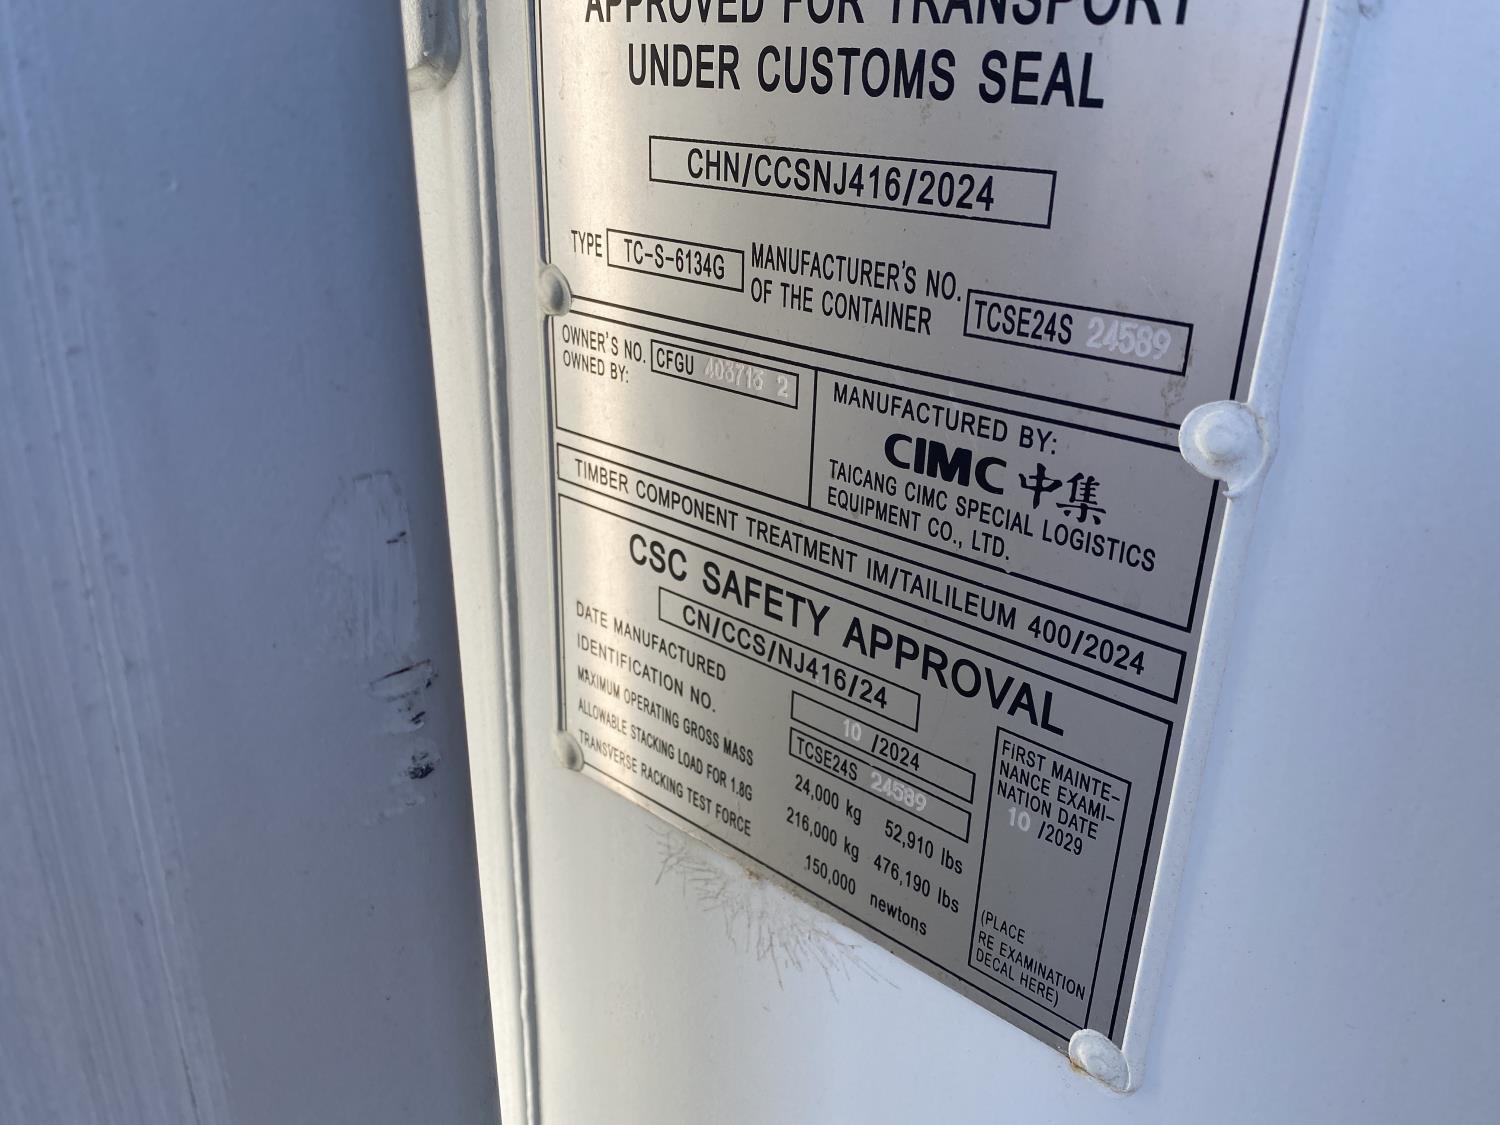 APPROVED FOR TRANSPORT
UNDER CUSTOMS SEAL
CHN/CCSNJ416/2024
TYPE TC-S-6134G
MANUFACTURER'S NO.
OF THE CONTAINER
TCSE24S 24589
OWNER'S NO. CFGU 403713 2
OWNED BY:
MANUFACTURED BY:
CIMC 中集
TAICANG CIMC SPECIAL LOGISTICS
EQUIPMENT CO., LTD.
TIMBER COMPONENT TREATMENT IM/TAILILEUM 400/2024
CSC SAFETY APPROVAL
CN/CCS/NJ416/24
DATE MANUFACTURED 10 /2024
IDENTIFICATION NO. TCSE24S 24589
MAXIMUM OPERATING GROSS MASS 24,000 kg 52,910 lbs
ALLOWABLE STACKING LOAD FOR 1.8G 216,000 kg 476,190 lbs
TRANSVERSE RACKING TEST FORCE 150,000 newtons
FIRST MAINTE-
NANCE EXAMI-
NATION DATE
10 /2029
(PLACE
RE EXAMINATION
DECAL HERE)